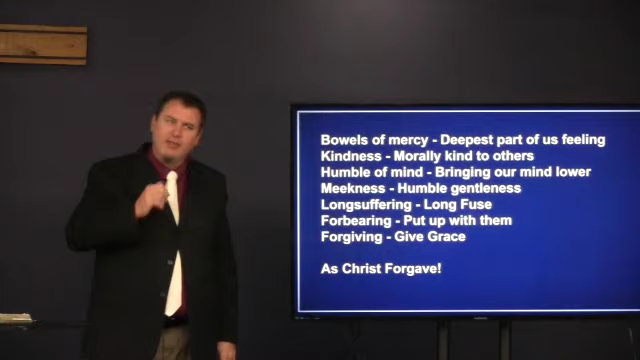 Bowels of mercy - Deepest part of us feeling
Kindness - Morally kind to others
Humble of mind - Bringing our mind lower
Meekness - Humble gentleness
Longsuffering - Long Fuse
Forbearing - Put up with them
Forgiving - Give Grace
As Christ Forgave!